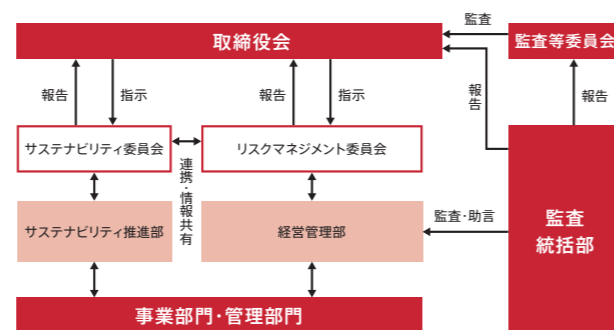 取締役会
監査
監査等委員会
報告
指示
報告
指示
報告
報告
サステナビリティ委員会
リスクマネジメント委員会
連携・情報共有
サステナビリティ推進部
経営管理部
監査・助言
監査
統括部
事業部門・管理部門